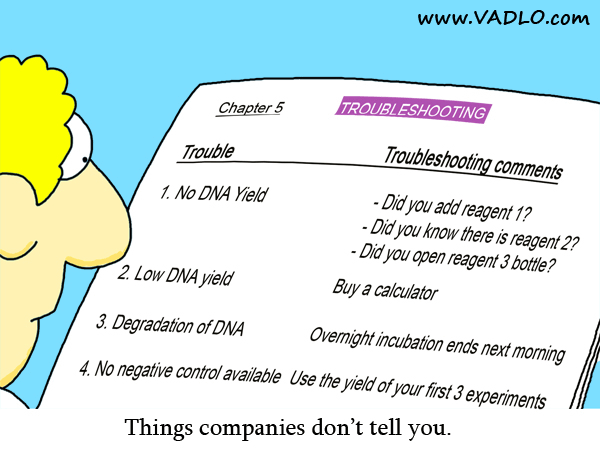 www.VADLO.com
Chapter 5 TROUBLESHOOTING
Trouble Troubleshooting comments
1. No DNA Yield - Did you add reagent 1?
- Did you know there is reagent 2?
- Did you open reagent 3 bottle?
2. Low DNA yield Buy a calculator
3. Degradation of DNA Overnight incubation ends next morning
4. No negative control available Use the yield of your first 3 experiments
Things companies don't tell you.